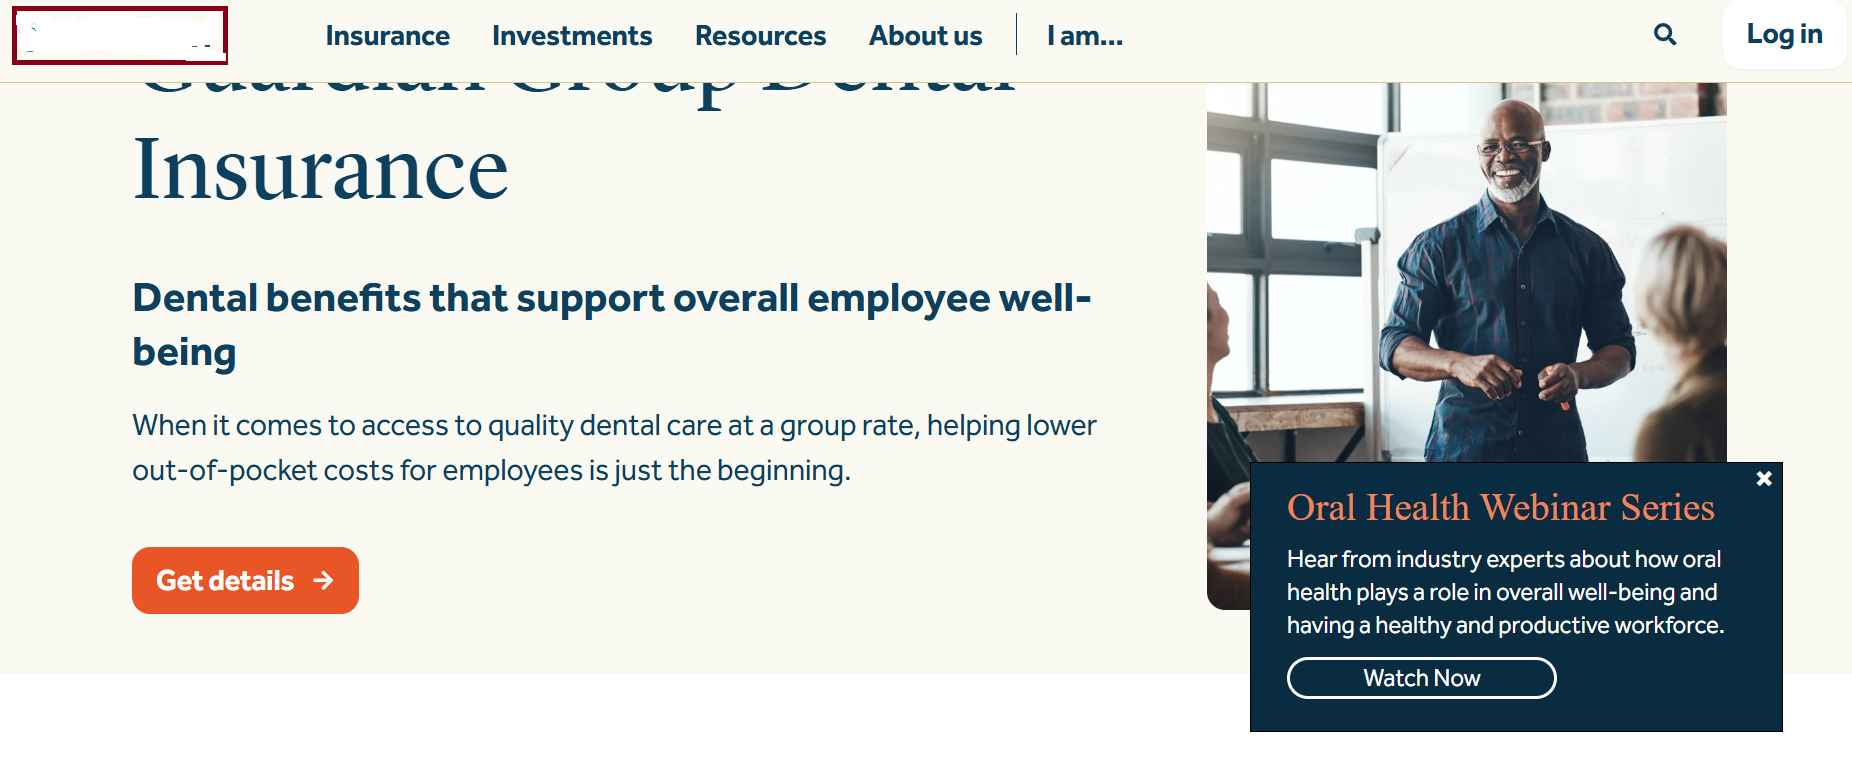 Insurance Investments Resources About us I am... Log in
Guardian Group Dental
Insurance
Dental benefits that support overall employee well-
being
When it comes to access to quality dental care at a group rate, helping lower
out-of-pocket costs for employees is just the beginning.
Get details
Oral Health Webinar Series
Hear from industry experts about how oral
health plays a role in overall well-being and
having a healthy and productive workforce.
Watch Now